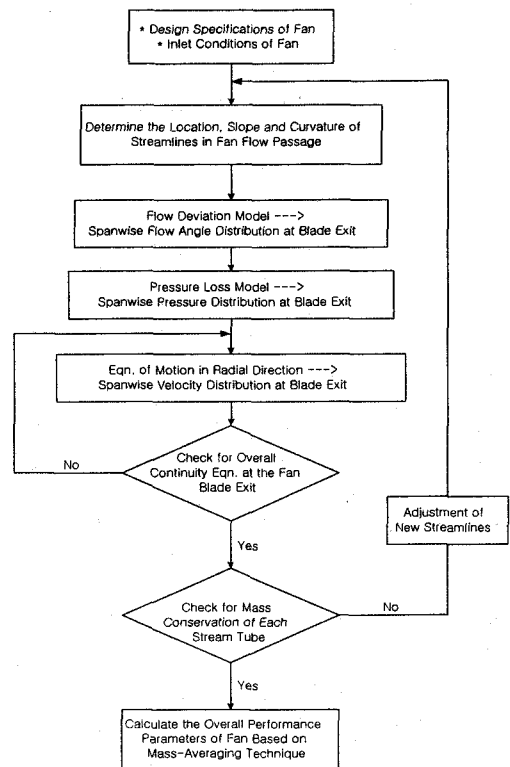 * Design Specifications of Fan
* Inlet Conditions of Fan
Determine the Location, Slope and Curvature of
Streamlines in Fan Flow Passage
Flow Deviation Model --->
Spanwise Flow Angle Distribution at Blade Exit
Pressure Loss Model --->
Spanwise Pressure Distribution at Blade Exit
Eqn. of Motion in Radial Direction --->
Spanwise Velocity Distribution at Blade Exit
Check for Overall
Continuity Eqn. at the Fan
Blade Exit
No
Yes
Adjustment of
New Streamlines
Check for Mass
Conservation of Each
Stream Tube
No
Yes
Calculate the Overall Performance
Parameters of Fan Based on
Mass-Averaging Technique